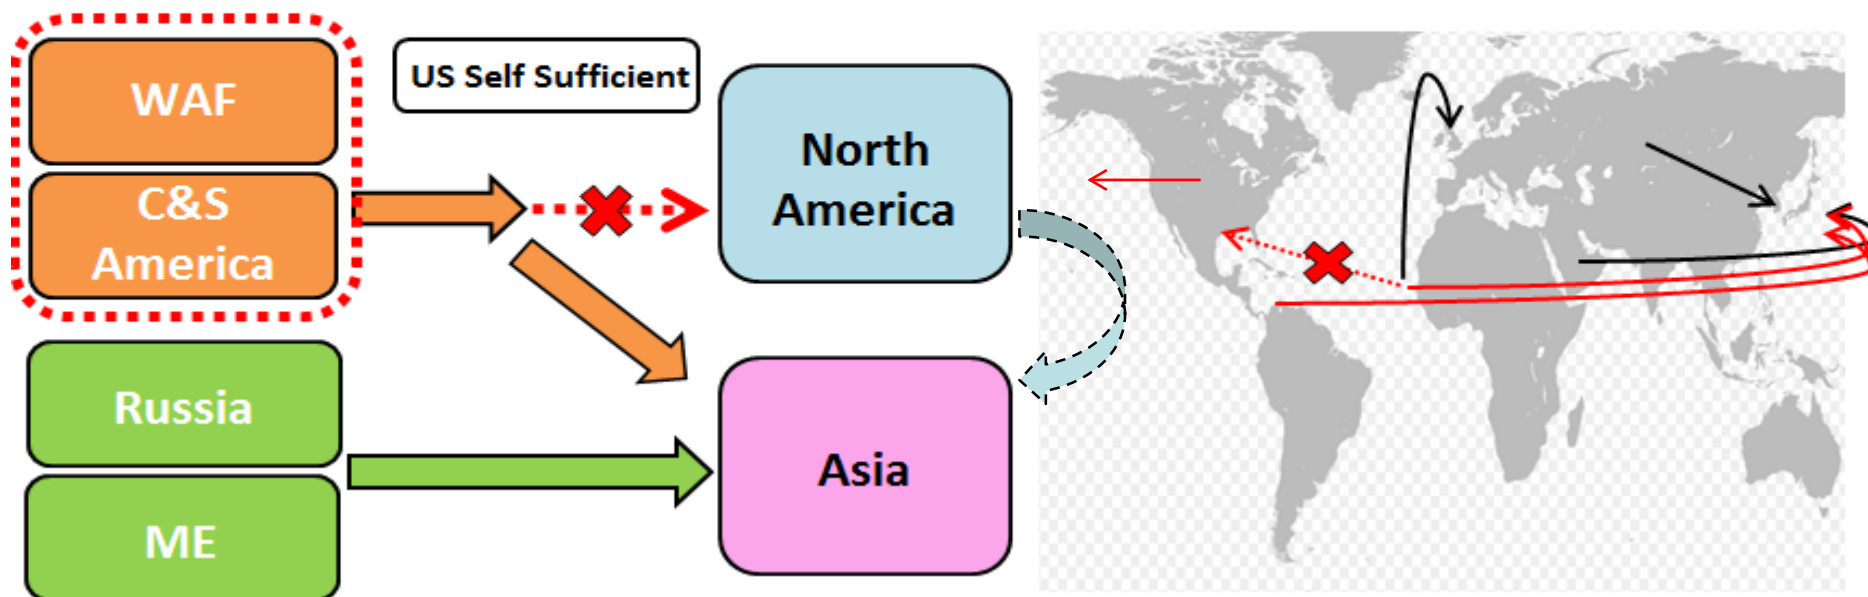 WAF
C&S
America
US Self Sufficient
North
America
Russia
ME
Asia